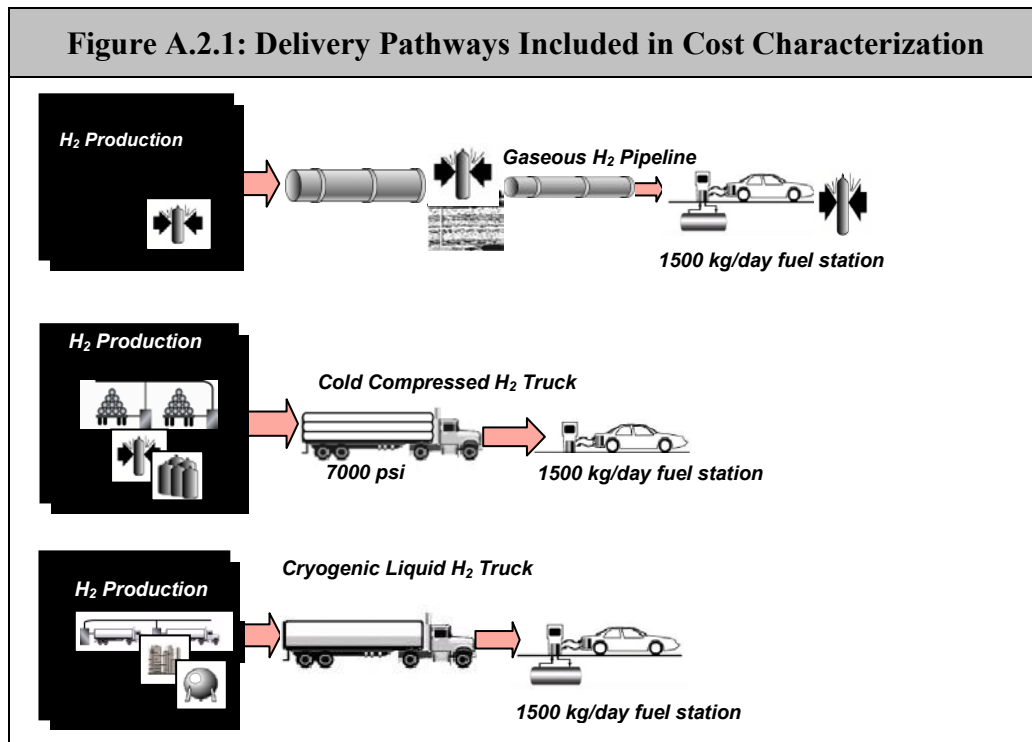 Figure A.2.1: Delivery Pathways Included in Cost Characterization
H₂ Production
Gaseous H₂ Pipeline
1500 kg/day fuel station
H₂ Production
Cold Compressed H₂ Truck
7000 psi
1500 kg/day fuel station
H₂ Production
Cryogenic Liquid H₂ Truck
1500 kg/day fuel station